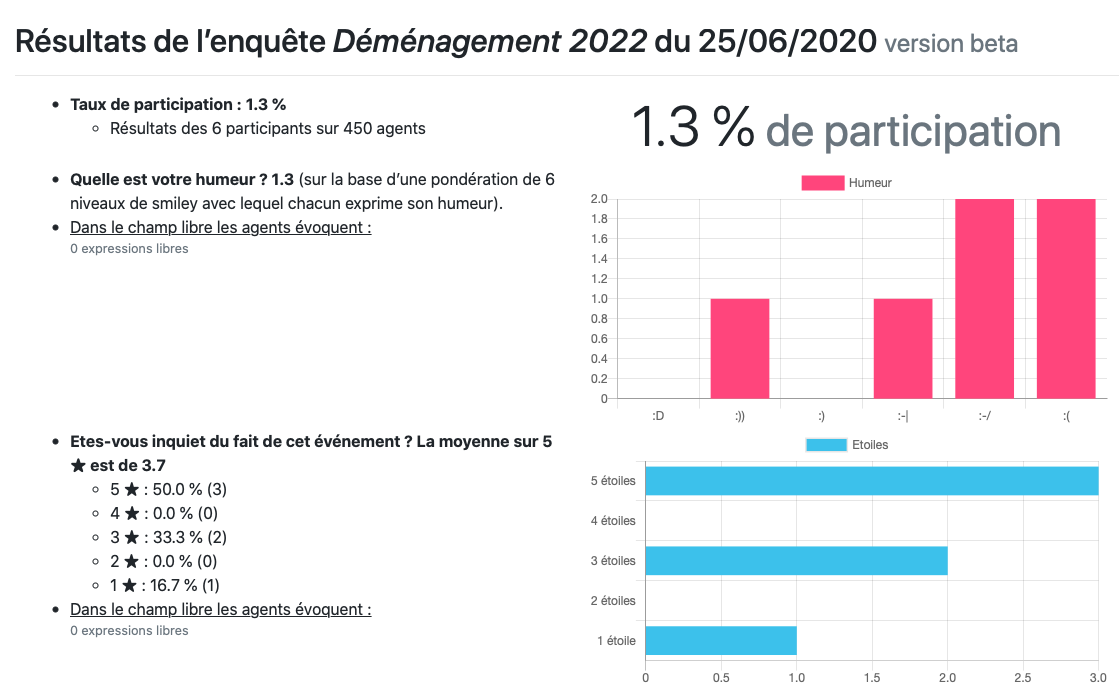 Résultats de l’enquête Déménagement 2022 du 25/06/2020 version beta
Taux de participation : 1.3 %
Résultats des 6 participants sur 450 agents
Quelle est votre humeur ? 1.3 (sur la base d’une pondération de 6
niveaux de smiley avec lequel chacun exprime son humeur).
Dans le champ libre les agents évoquent :
0 expressions libres
1.3 % de participation
Humeur
2.0
1.8
1.6
1.4
1.2
1.0
0.8
0.6
0.4
0.2
0
:D :)) :) :-| :-/ :(
Etes-vous inquiet du fait de cet événement ? La moyenne sur 5
★ est de 3.7
5 ★ : 50.0 % (3)
4 ★ : 0.0 % (0)
3 ★ : 33.3 % (2)
2 ★ : 0.0 % (0)
1 ★ : 16.7 % (1)
Dans le champ libre les agents évoquent :
0 expressions libres
Etoiles
5 étoiles
4 étoiles
3 étoiles
2 étoiles
1 étoile
0 0.5 1.0 1.5 2.0 2.5 3.0